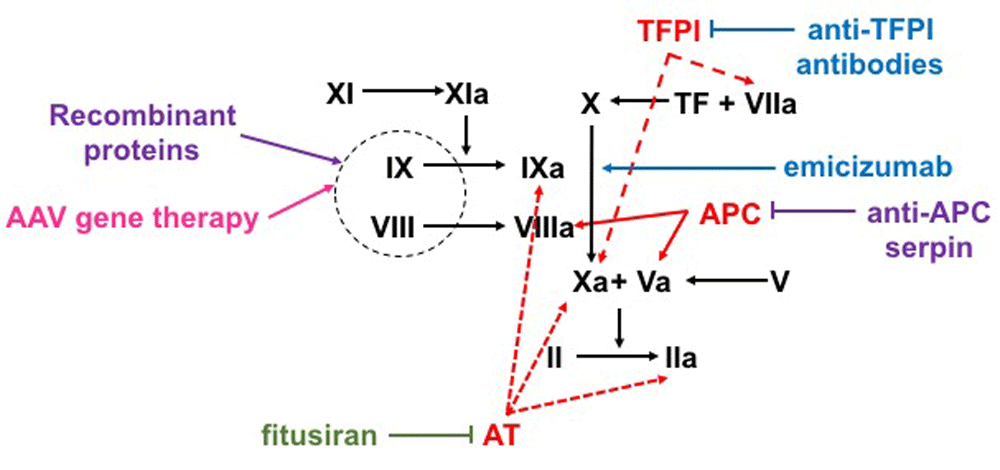 TFPI
anti-TFPI
antibodies
XI
XIa
X
TF + VIIa
Recombinant
proteins
IX
IXa
emicizumab
AAV gene therapy
VIII
VIIIa
APC
anti-APC
serpin
Xa+ Va
V
II
IIa
fitusiran
AT